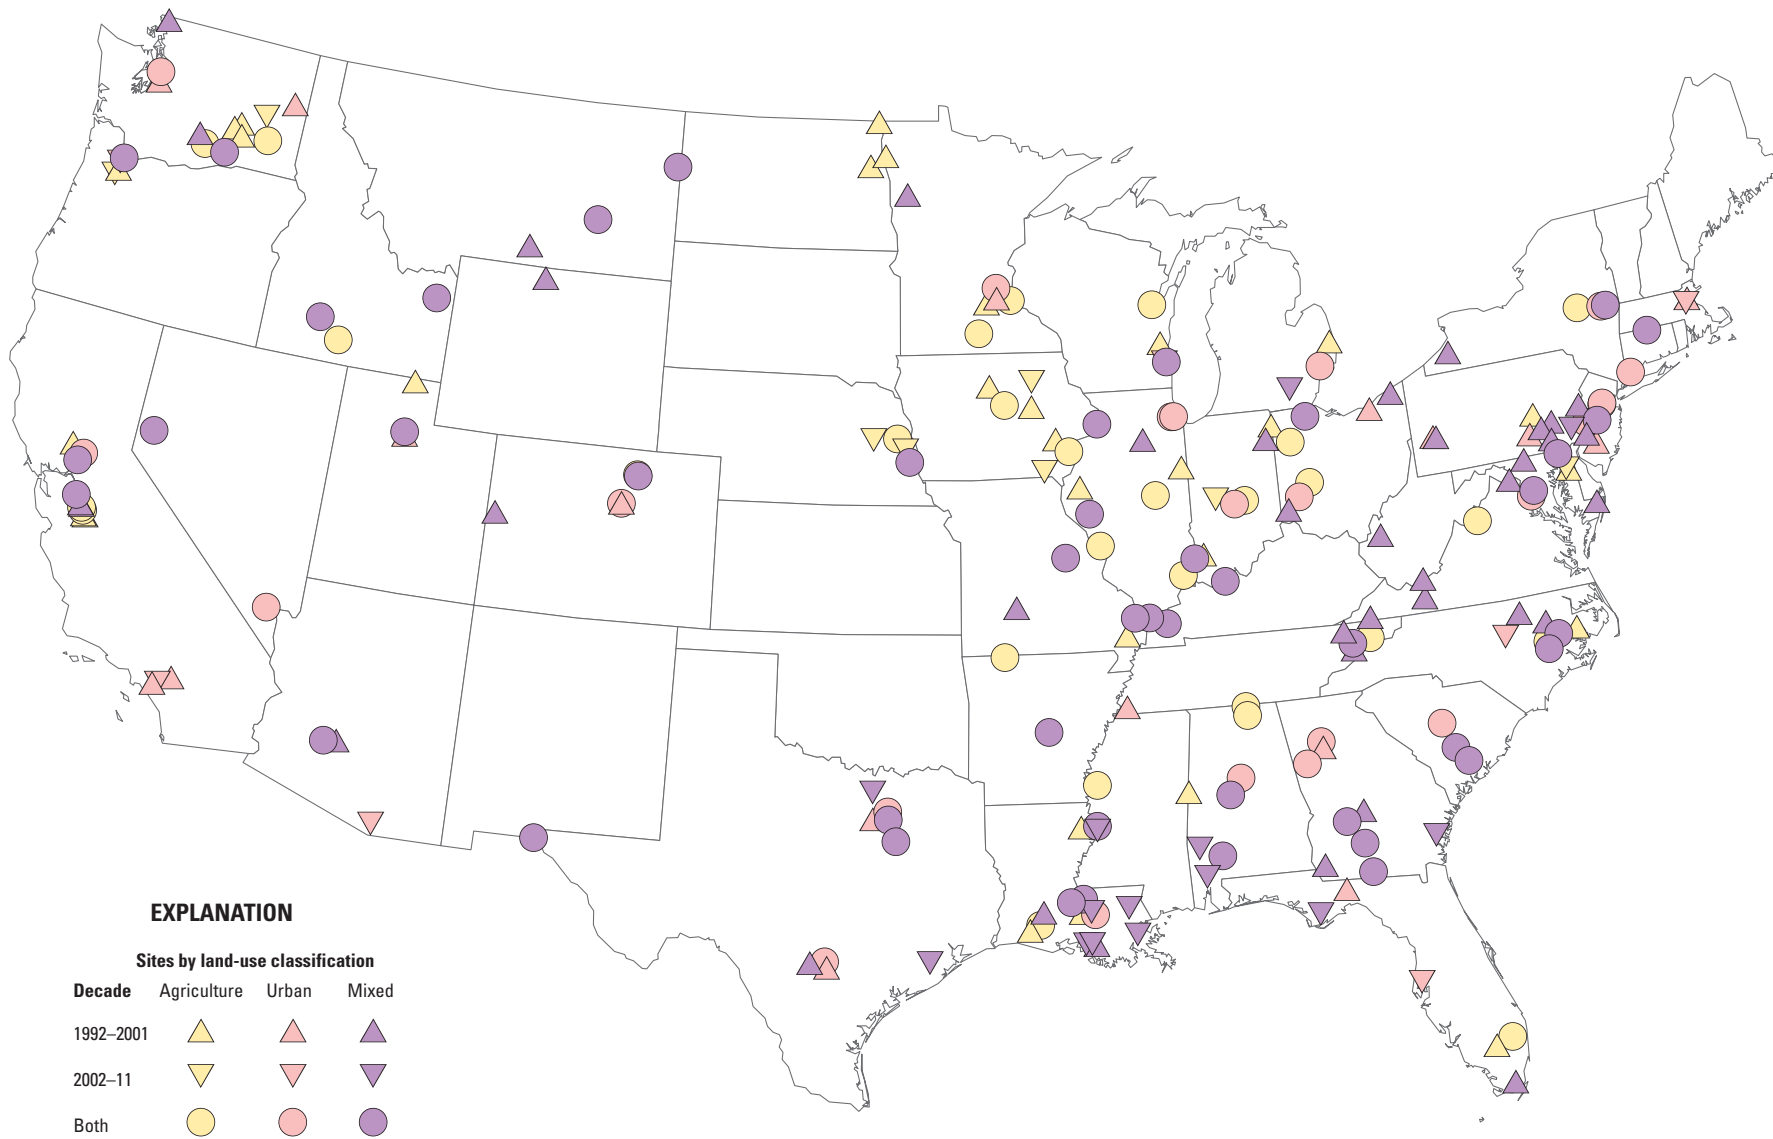 EXPLANATION
Sites by land-use classification
Decade Agriculture Urban Mixed
1992–2001
2002–11
Both